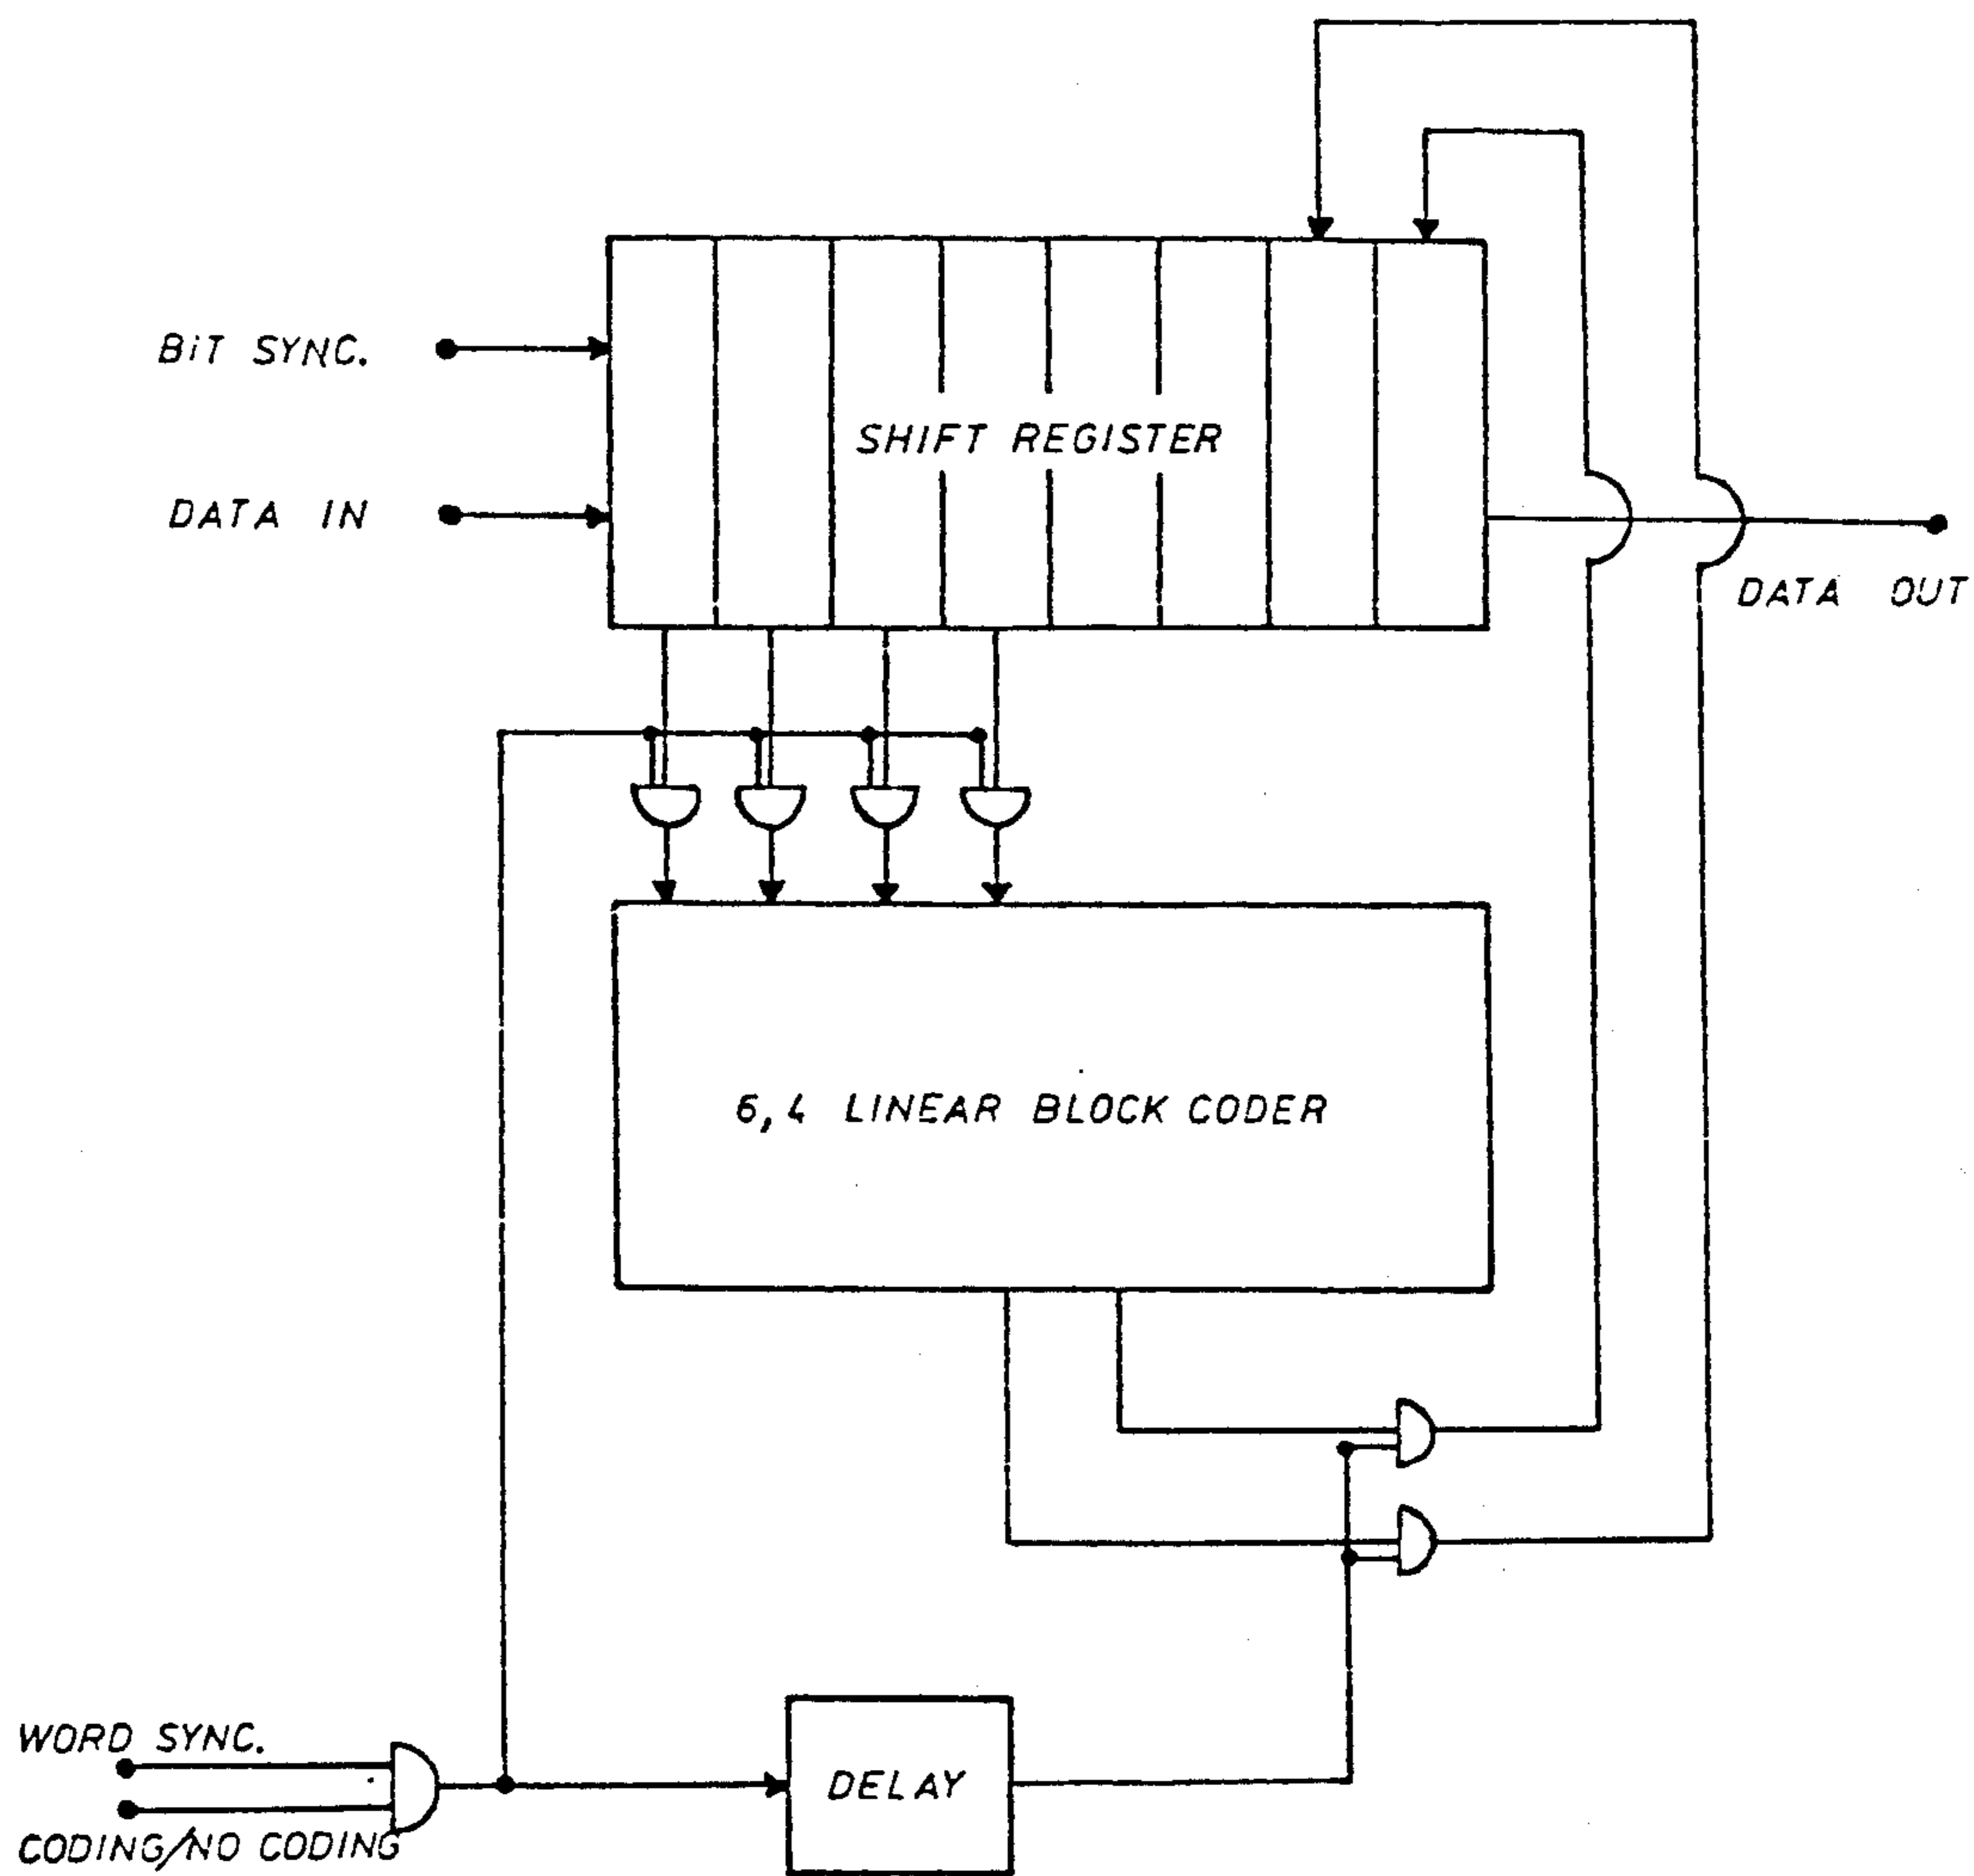 BiT SYNC.
SHIFT REGISTER
DATA IN
DATA OUT
6,4 LINEAR BLOCK CODER
WORD SYNC.
DELAY
CODING/NO CODING